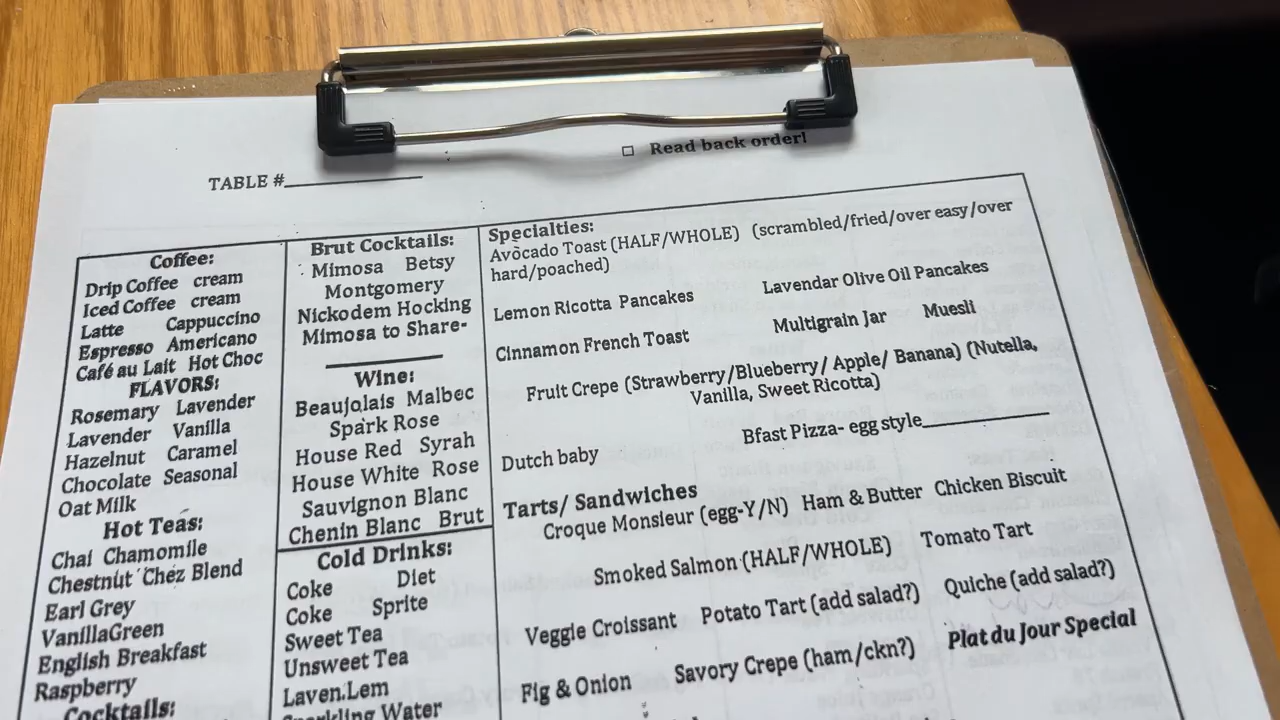 ☐ Read back order!
TABLE #__________
Coffee:
Drip Coffee cream
Iced Coffee cream
Latte Cappuccino
Espresso Americano
Café au Lait Hot Choc
FLAVORS:
Rosemary Lavender
Lavender Vanilla
Hazelnut Caramel
Chocolate Seasonal
Oat Milk
Hot Teas:
Chai Chamomile
Chestnut Chez Blend
Earl Grey
VanillaGreen
English Breakfast
Raspberry
Cocktails:
Brut Cocktails:
Mimosa Betsy
Montgomery
Nickodem Hocking
Mimosa to Share-
__________
Wine:
Beaujolais Malbec
Spark Rose
House Red Syrah
House White Rose
Sauvignon Blanc
Chenin Blanc Brut
Cold Drinks:
Coke Diet
Coke Sprite
Sweet Tea
Unsweet Tea
Laven.Lem
Sparkling Water
Specialties:
Avocado Toast (HALF/WHOLE) (scrambled/fried/over easy/over
hard/poached)
Lemon Ricotta Pancakes Lavendar Olive Oil Pancakes
Cinnamon French Toast Multigrain Jar Muesli
Fruit Crepe (Strawberry/Blueberry/ Apple/ Banana) (Nutella,
Vanilla, Sweet Ricotta)
Dutch baby Bfast Pizza- egg style__________
Tarts/ Sandwiches
Croque Monsieur (egg-Y/N) Ham & Butter Chicken Biscuit
Smoked Salmon (HALF/WHOLE) Tomato Tart
Veggie Croissant Potato Tart (add salad?) Quiche (add salad?)
Fig & Onion Savory Crepe (ham/ckn?) Plat du Jour Special